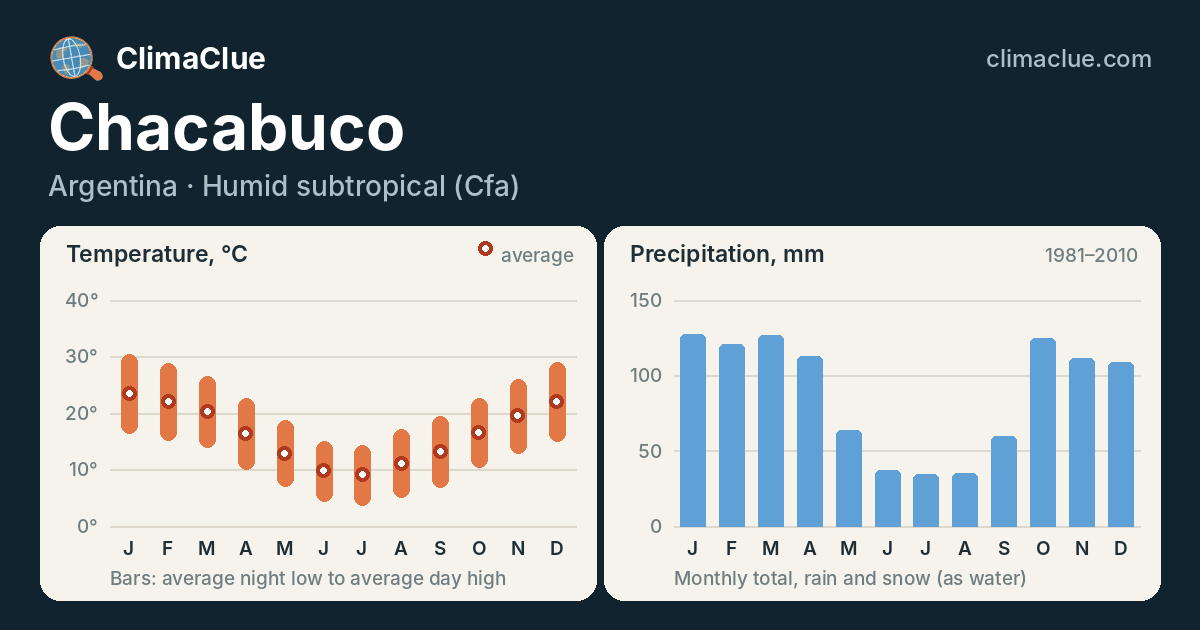 ClimaClue
climaclue.com
Chacabuco
Argentina · Humid subtropical (Cfa)
Temperature, °C
average
40°
30°
20°
10°
0°
J F M A M J J A S O N D
Bars: average night low to average day high
Precipitation, mm
1981–2010
150
100
50
0
J F M A M J J A S O N D
Monthly total, rain and snow (as water)